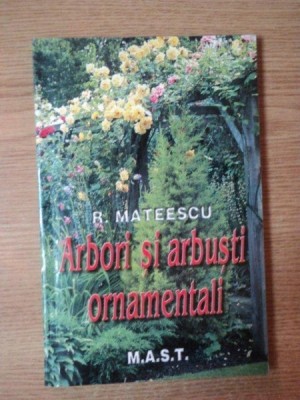 R. MATEESCU
Arbori și arbuști
ornamentali
M.A.S.T.